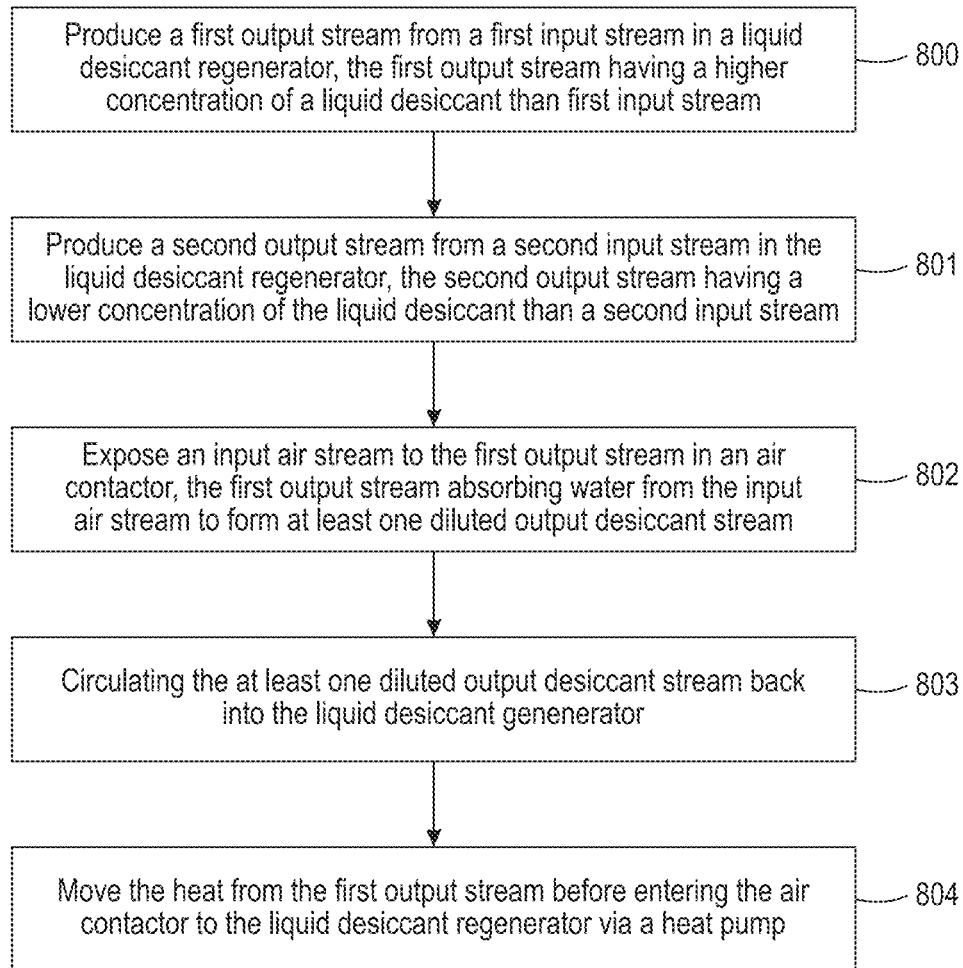 Produce a first output stream from a first input stream in a liquid
desiccant regenerator, the first output stream having a higher
concentration of a liquid desiccant than first input stream
800
Produce a second output stream from a second input stream in the
liquid desiccant regenerator, the second output stream having a
lower concentration of the liquid desiccant than a second input stream
801
Expose an input air stream to the first output stream in an air
contactor, the first output stream absorbing water from the input
air stream to form at least one diluted output desiccant stream
802
Circulating the at least one diluted output desiccant stream back
into the liquid desiccant genenerator
803
Move the heat from the first output stream before entering the air
contactor to the liquid desiccant regenerator via a heat pump
804